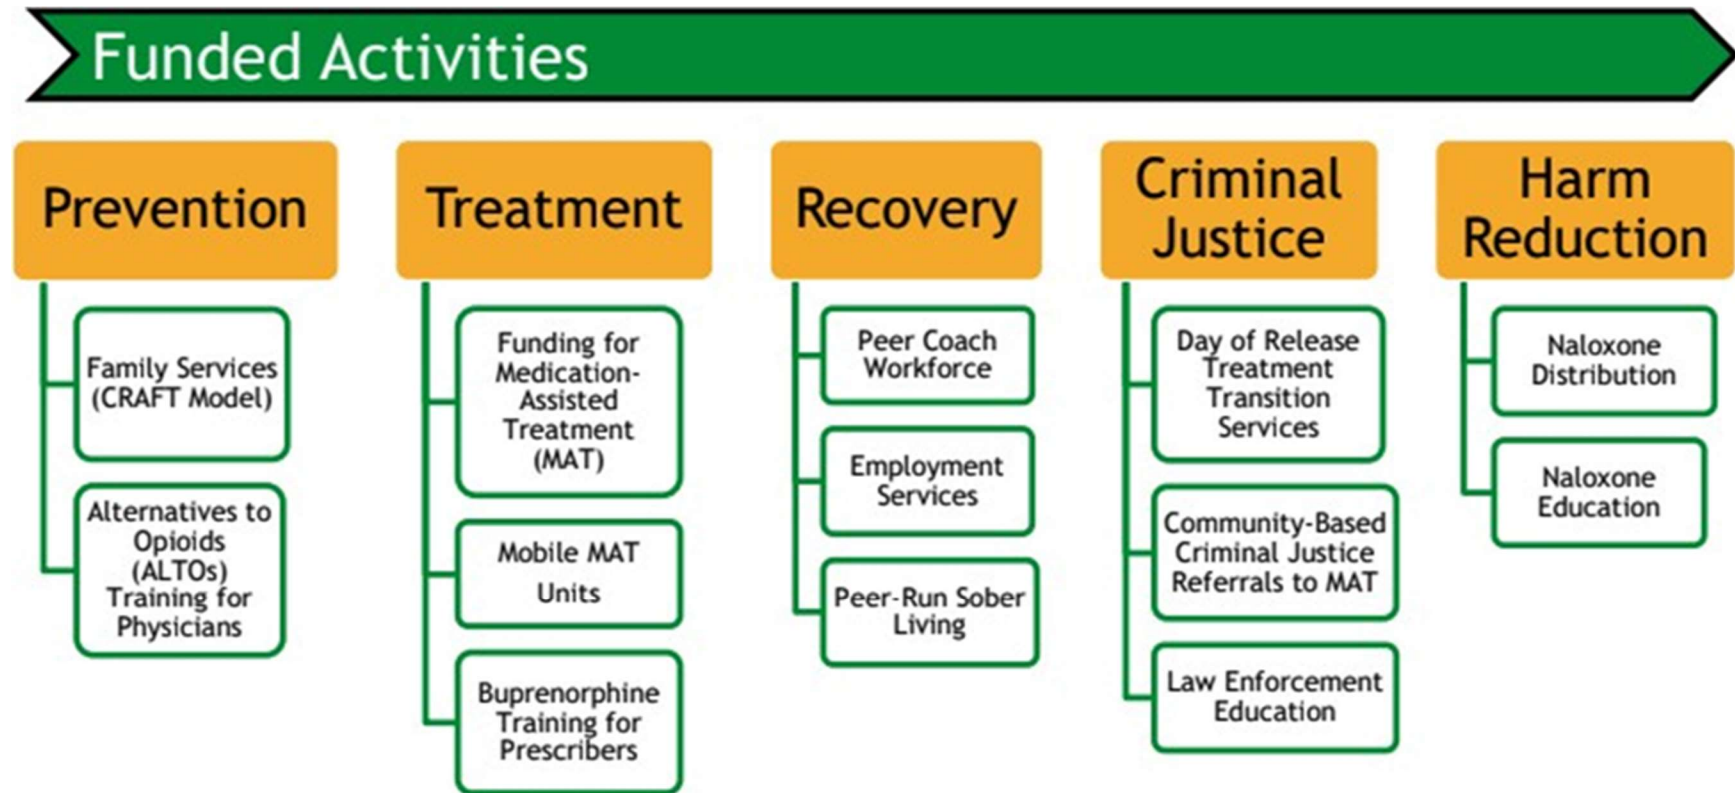 Funded Activities
Prevention
Family Services
(CRAFT Model)
Alternatives to
Opioids
(ALTOs)
Training for
Physicians
Treatment
Funding for
Medication-
Assisted
Treatment
(MAT)
Mobile MAT
Units
Buprenorphine
Training for
Prescribers
Recovery
Peer Coach
Workforce
Employment
Services
Peer-Run Sober
Living
Criminal
Justice
Day of Release
Treatment
Transition
Services
Community-Based
Criminal Justice
Referrals to MAT
Law Enforcement
Education
Harm
Reduction
Naloxone
Distribution
Naloxone
Education